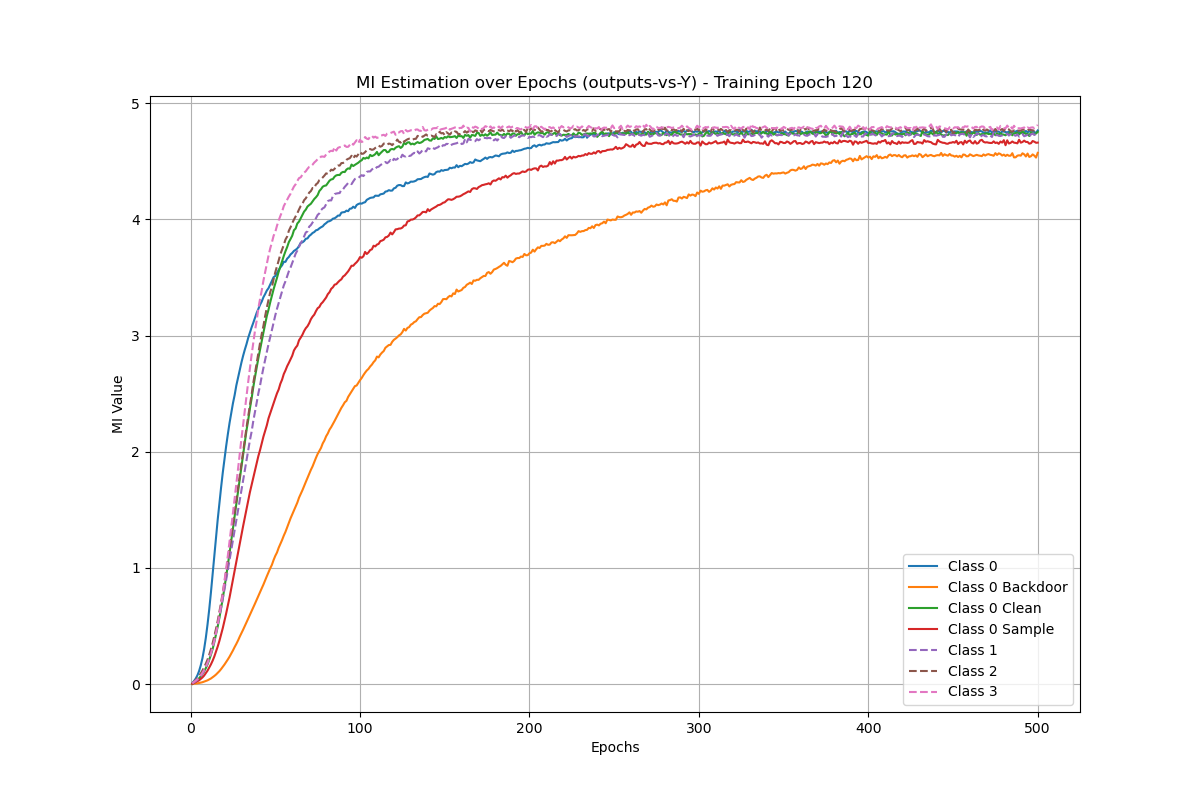 MI Estimation over Epochs (outputs-vs-Y) - Training Epoch 120
MI Value
5
4
3
2
1
0
0 100 200 300 400 500
Epochs
Class 0
Class 0 Backdoor
Class 0 Clean
Class 0 Sample
Class 1
Class 2
Class 3